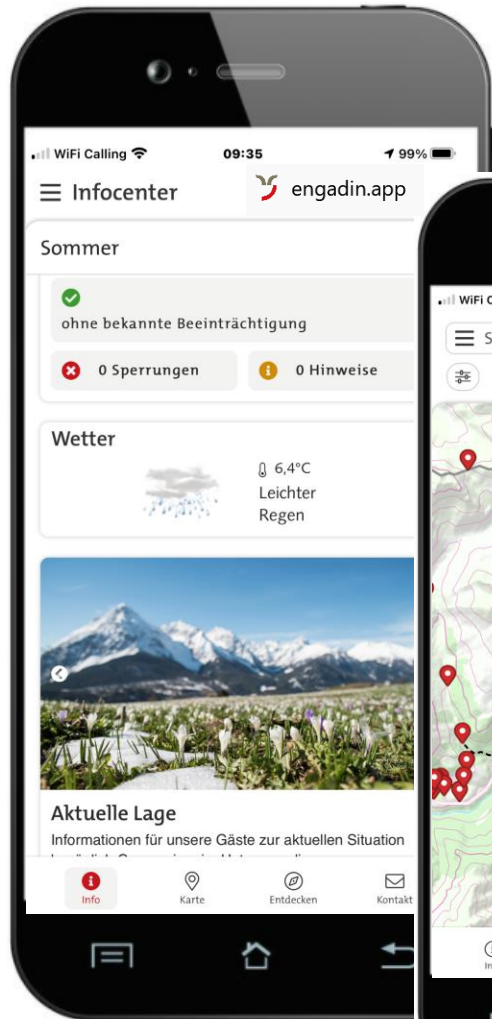 WiFi Calling 09:35 99%
Infocenter engadin.app
Sommer
ohne bekannte Beeinträchtigung
0 Sperrungen 0 Hinweise
Wetter
6,4°C
Leichter
Regen
Aktuelle Lage
Informationen für unsere Gäste zur aktuellen Situation
Info Karte Entdecken Kontakt
WiFi